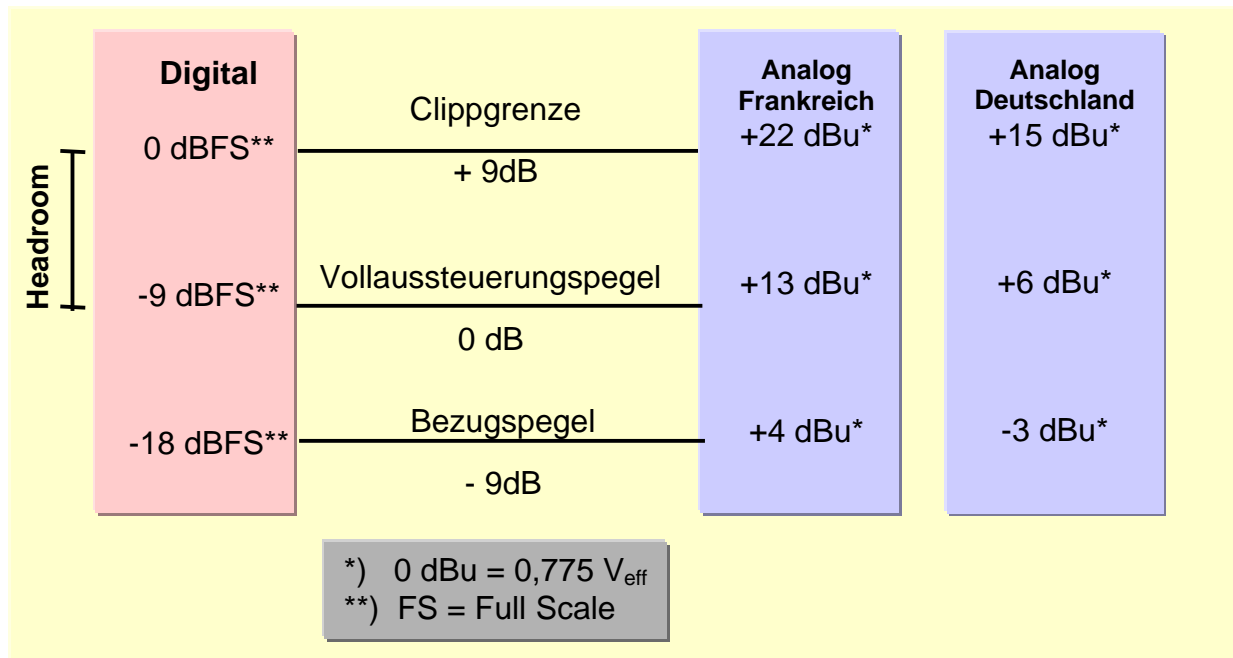 Digital
Analog
Frankreich
Analog
Deutschland
Clippgrenze
0 dBFS**
+22 dBu*
+15 dBu*
+ 9dB
Headroom
Vollaussteuerungspegel
-9 dBFS**
+13 dBu*
+6 dBu*
0 dB
Bezugspegel
-18 dBFS**
+4 dBu*
-3 dBu*
- 9dB
*) 0 dBu = 0,775 Veff
**) FS = Full Scale